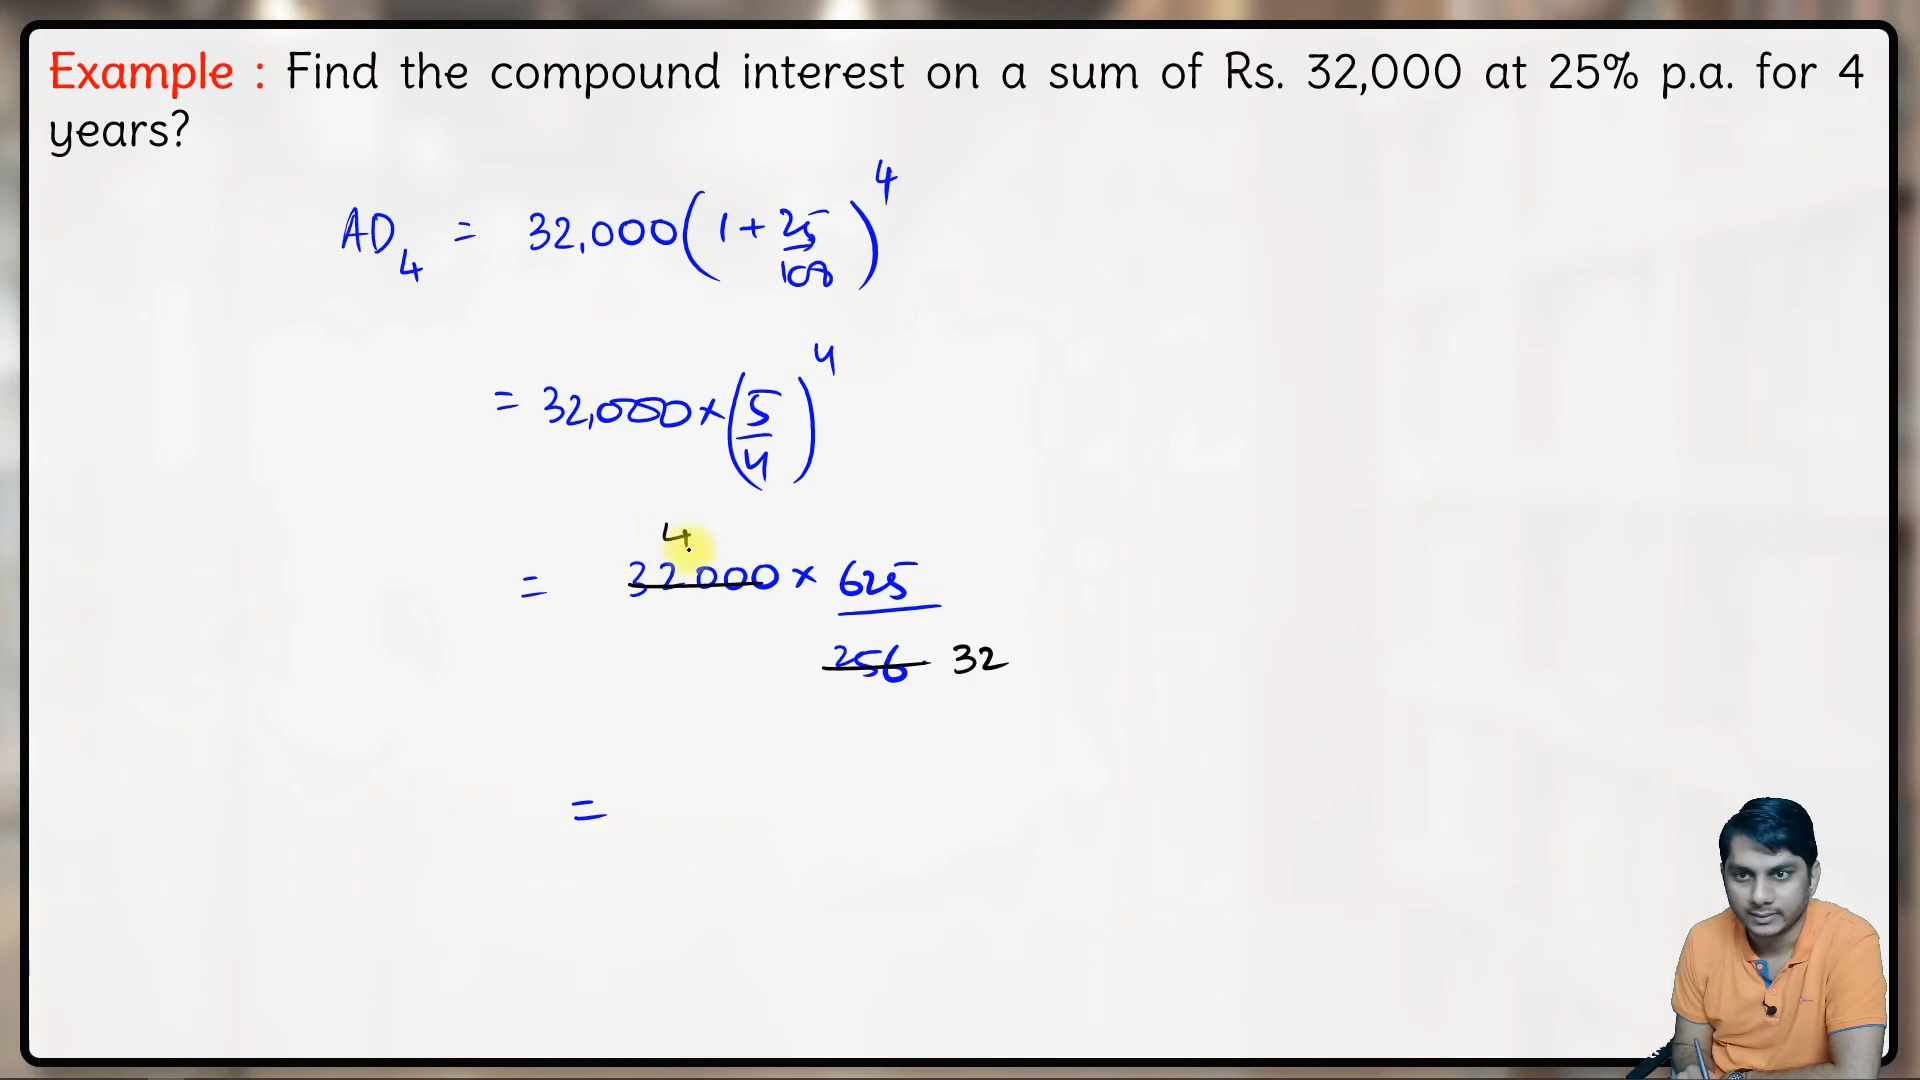 Example : Find the compound interest on a sum of Rs. 32,000 at 25% p.a. for 4
years?
AD₄ = 32,000(1 + 25/100)⁴
= 32,000 × (5/4)⁴
4
= 32000 × 625
256 32
=